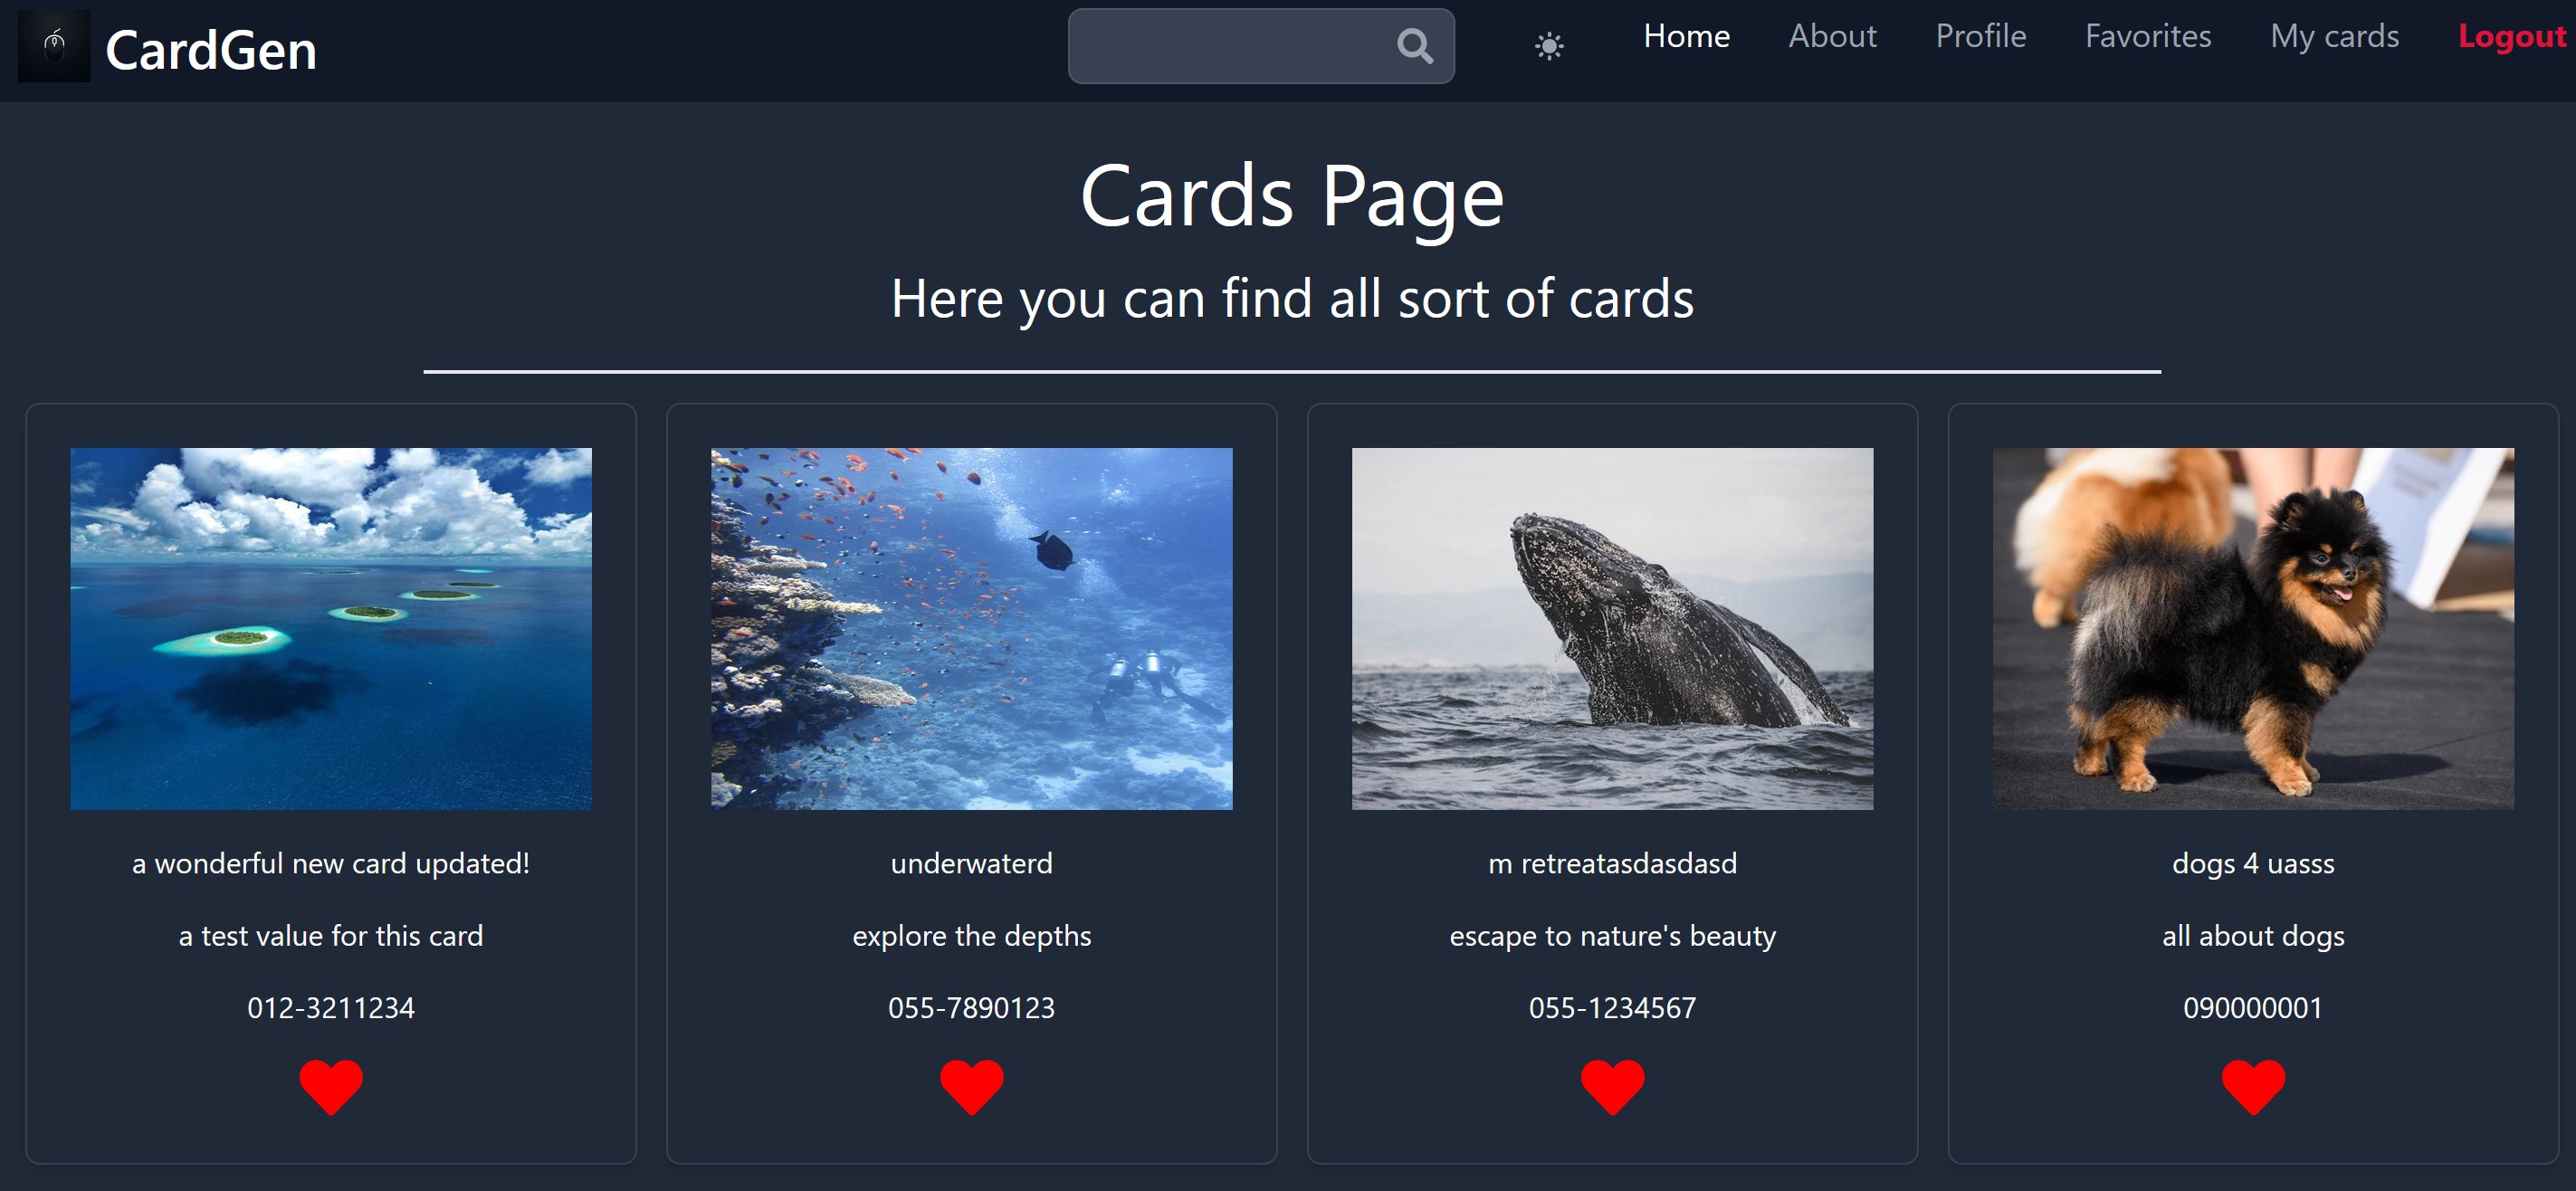 CardGen
Home About Profile Favorites My cards Logout
Cards Page
Here you can find all sort of cards
a wonderful new card updated!
a test value for this card
012-3211234
underwaterd
explore the depths
055-7890123
m retreatasdasdasd
escape to nature's beauty
055-1234567
dogs 4 uasss
all about dogs
090000001